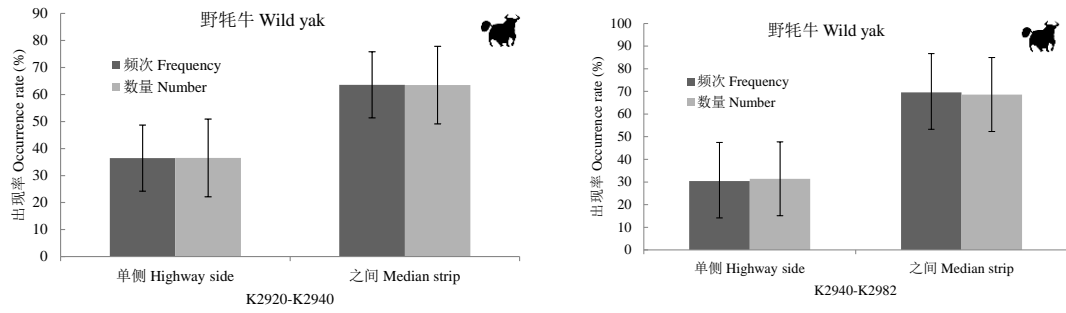 野牦牛 Wild yak
频次 Frequency
数量 Number
出现率 Occurrence rate (%)
90
80
70
60
50
40
30
20
10
0
单侧 Highway side
之间 Median strip
K2920-K2940
野牦牛 Wild yak
频次 Frequency
数量 Number
出现率 Occurrence rate (%)
100
90
80
70
60
50
40
30
20
10
0
单侧 Highway side
之间 Median strip
K2940-K2982